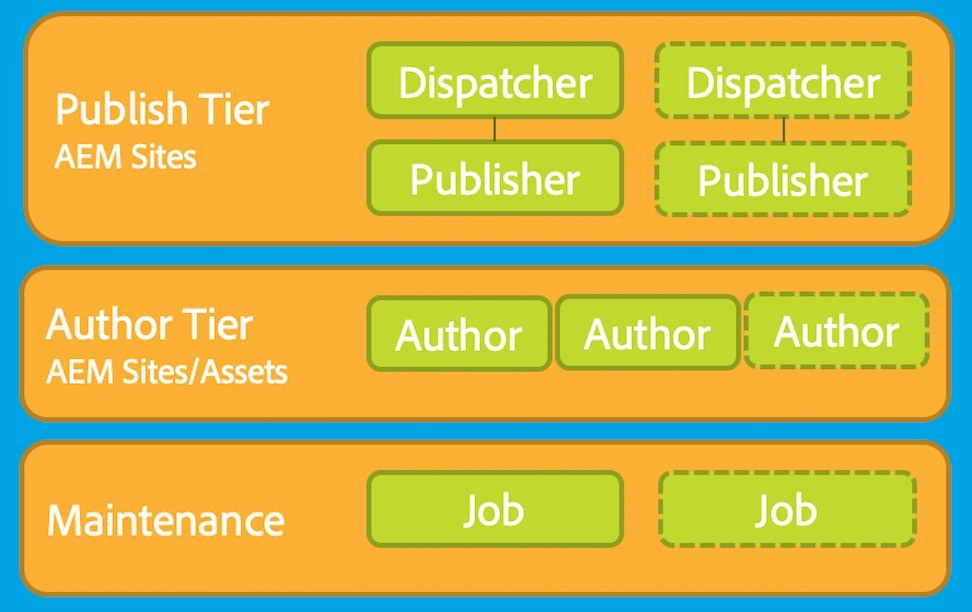 Publish Tier
AEM Sites
Dispatcher
Dispatcher
Publisher
Publisher
Author Tier
AEM Sites/Assets
Author
Author
Author
Maintenance
Job
Job